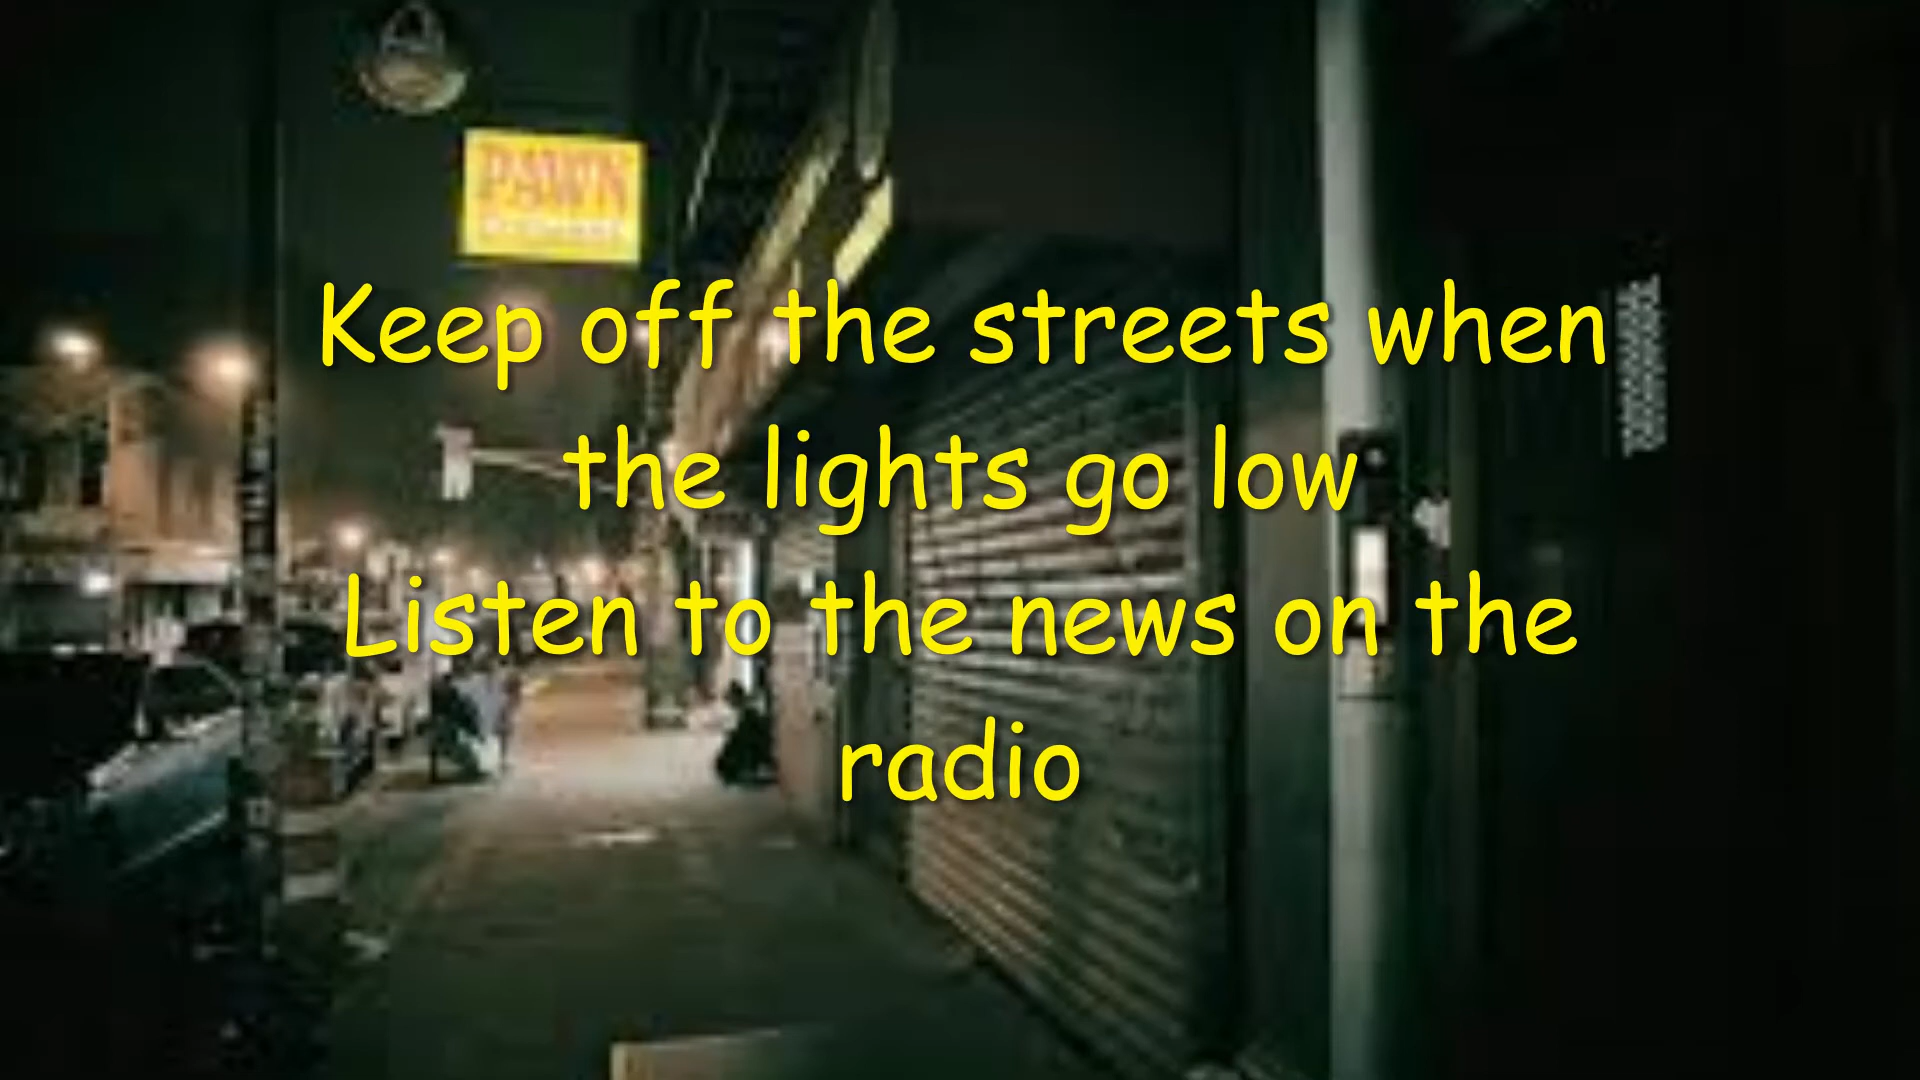 PAWN
Keep off the streets when
the lights go low
Listen to the news on the
radio